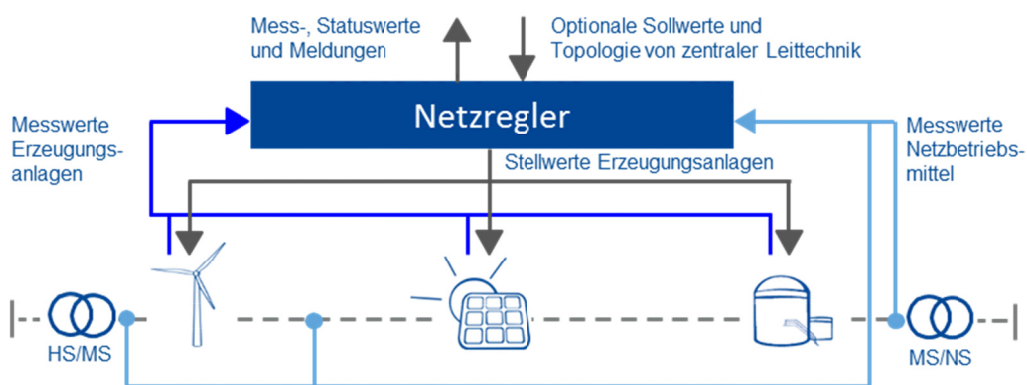 Mess-, Statuswerte
und Meldungen
Optionale Sollwerte und
Topologie von zentraler Leittechnik
Netzregler
Messwerte
Erzeugungs-
anlagen
Messwerte
Netzbetriebs-
mittel
Stellwerte Erzeugungsanlagen
HS/MS
MS/NS